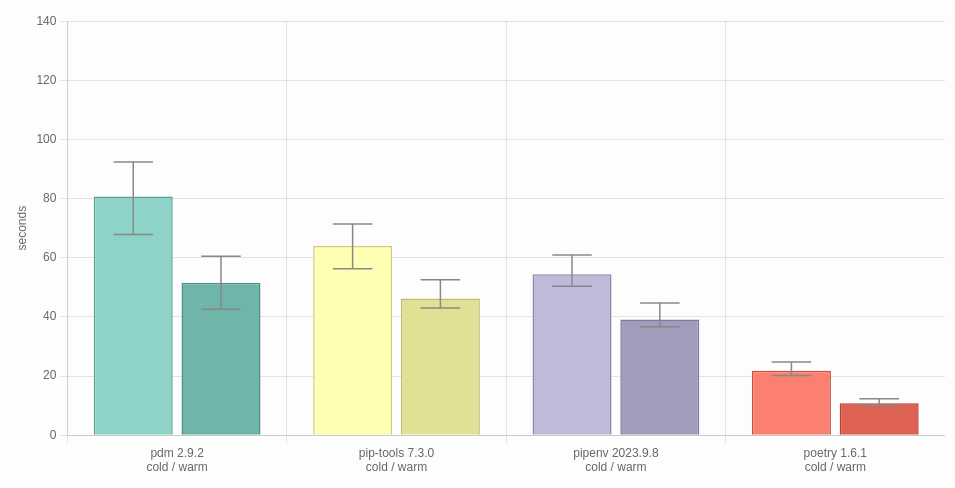 140
120
100
80
60
40
20
0
seconds
pdm 2.9.2
cold / warm
pip-tools 7.3.0
cold / warm
pipenv 2023.9.8
cold / warm
poetry 1.6.1
cold / warm